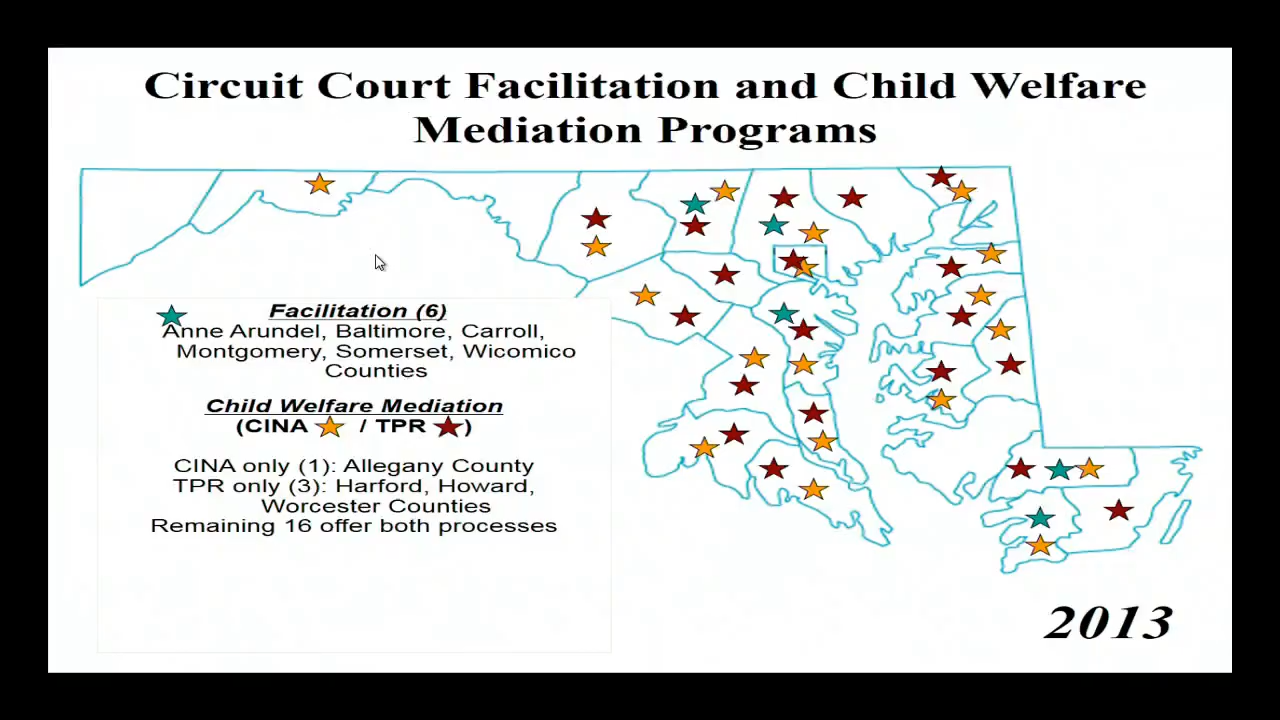 Circuit Court Facilitation and Child Welfare
Mediation Programs
Facilitation (6)
Anne Arundel, Baltimore, Carroll,
Montgomery, Somerset, Wicomico
Counties
Child Welfare Mediation
(CINA / TPR )
CINA only (1): Allegany County
TPR only (3): Harford, Howard,
Worcester Counties
Remaining 16 offer both processes
2013